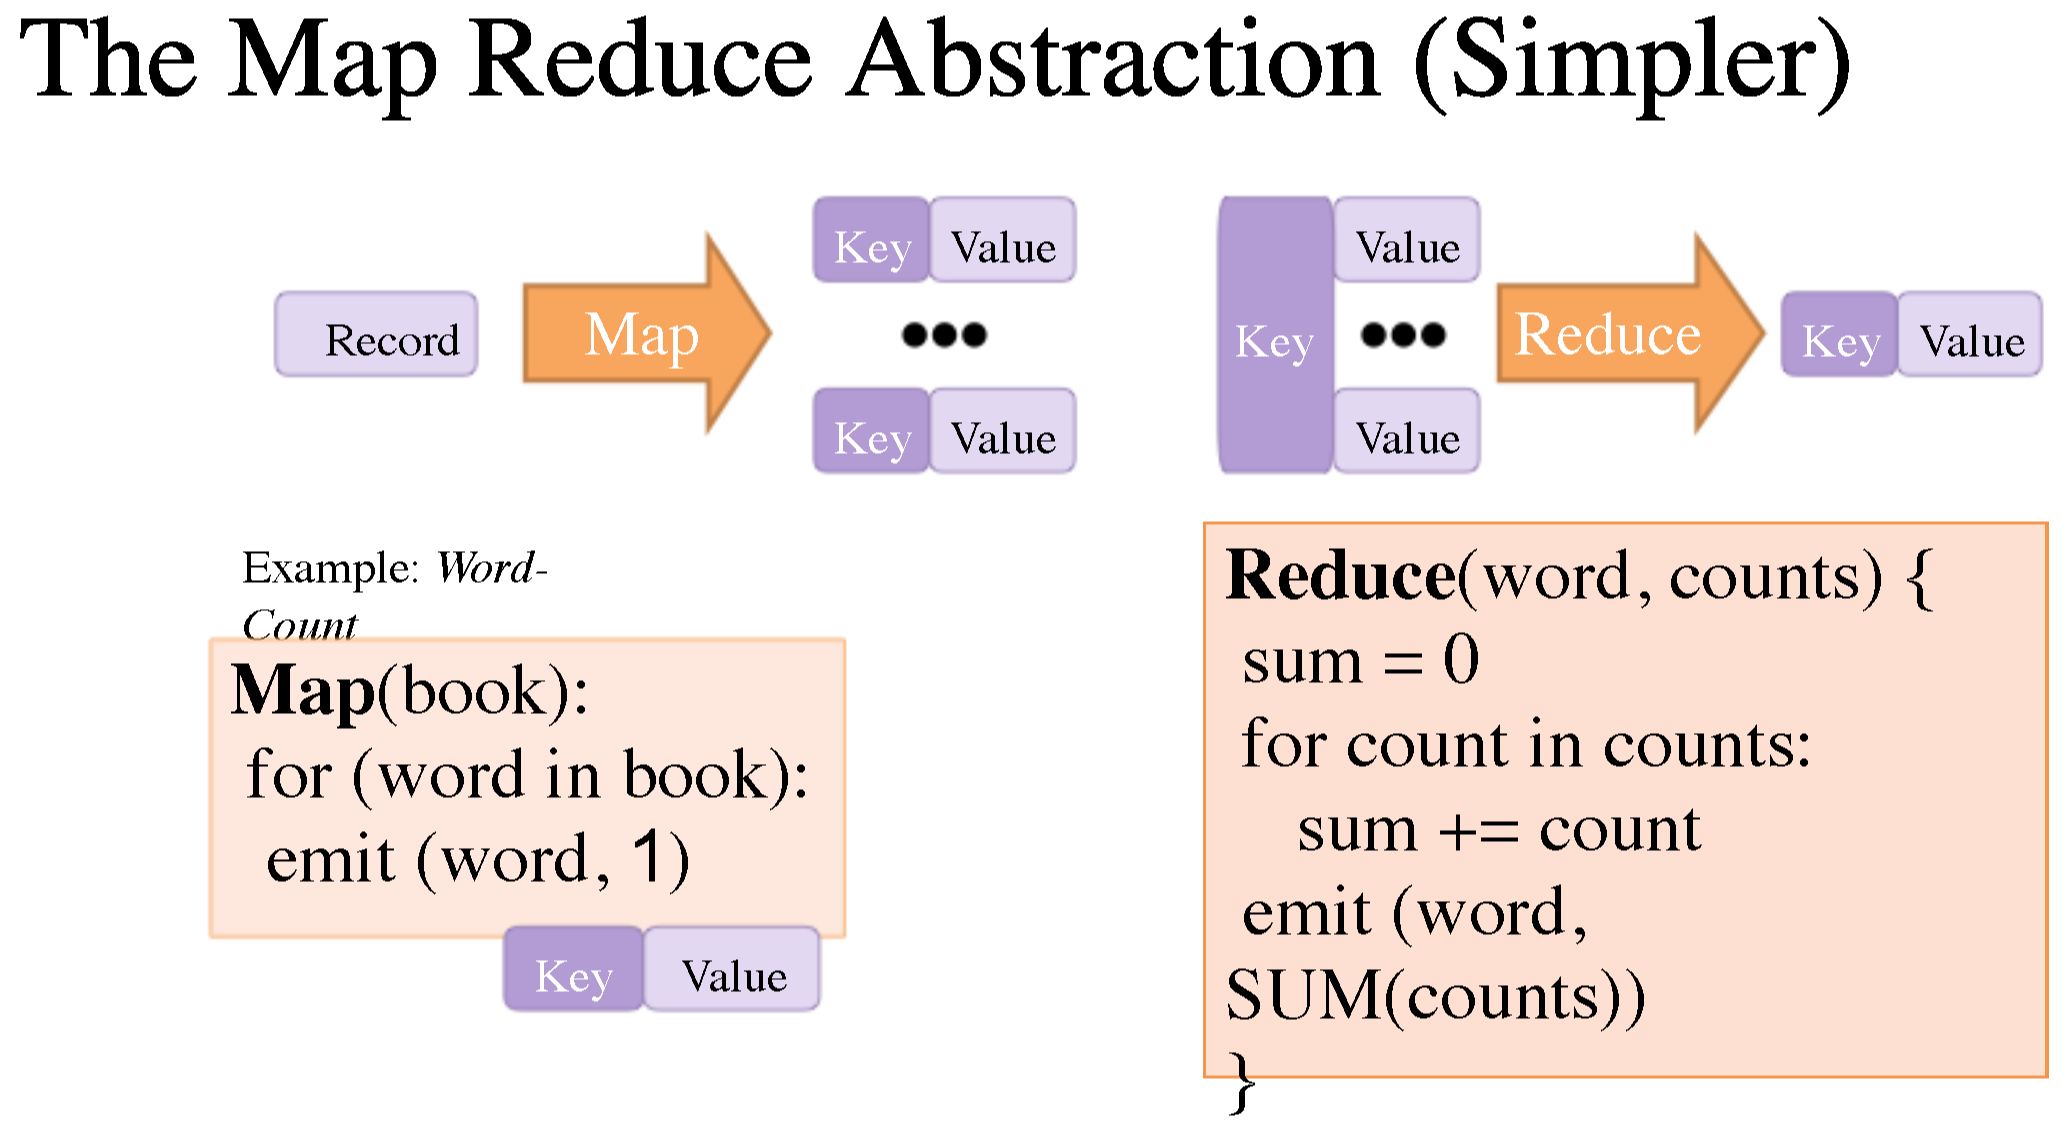 The Map Reduce Abstraction (Simpler)
Record
Map
Key Value
•••
Key Value
Key
Value
•••
Value
Reduce
Key Value
Example: Word-
Count
Map(book):
for (word in book):
emit (word, 1)
Key Value
Reduce(word, counts) {
sum = 0
for count in counts:
sum += count
emit (word,
SUM(counts))
}